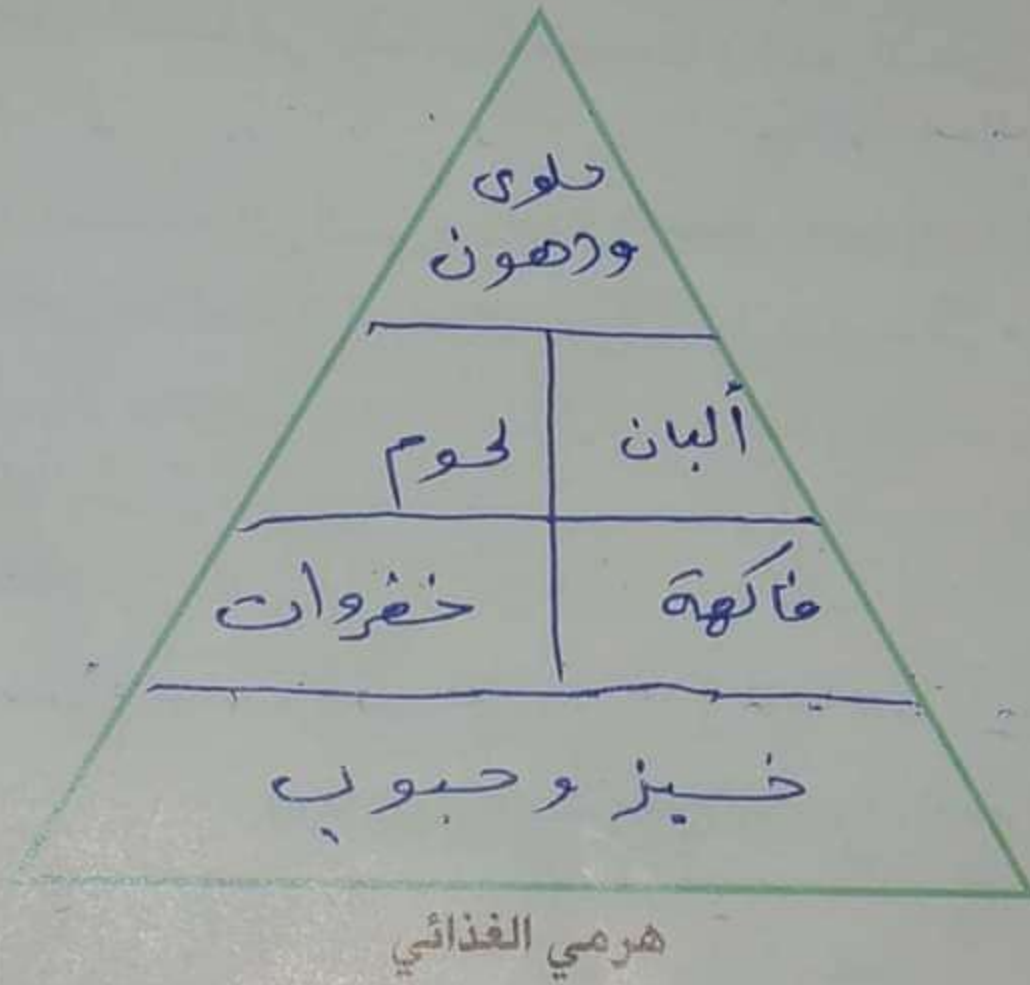 حلوى
ودهون
ألبان
لحوم
فاكهة
خضروات
خبز وحبوب
هرمي الغذائي